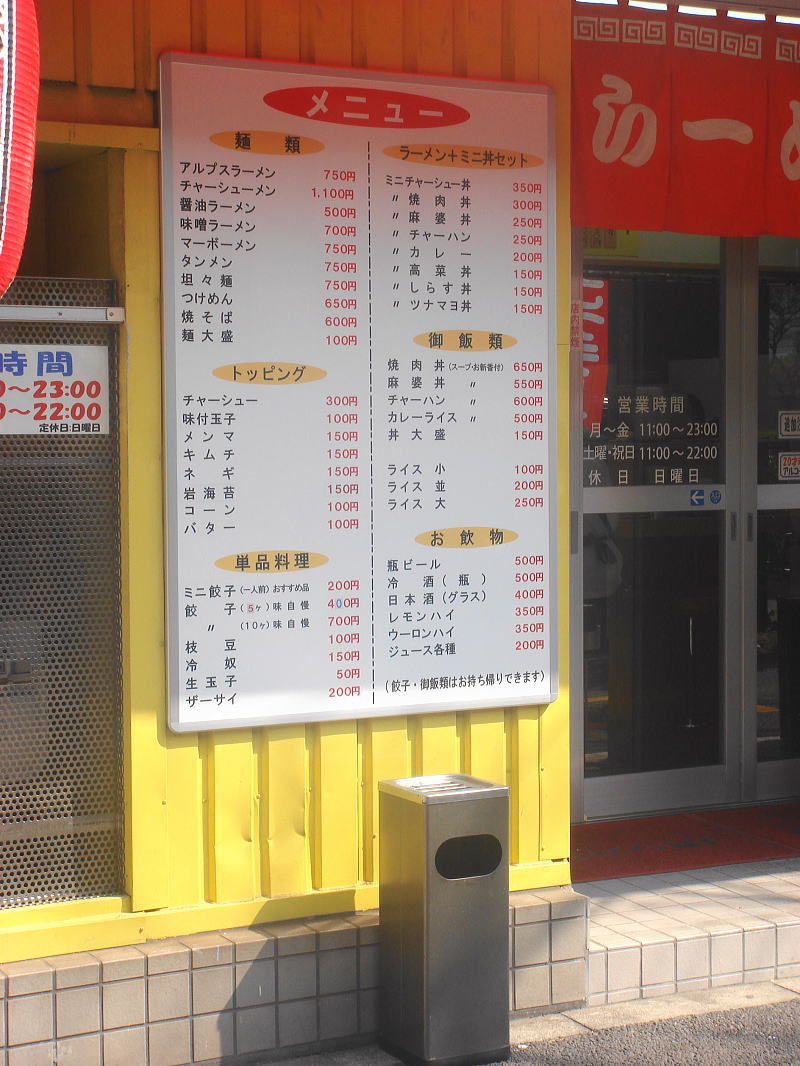 メニュー
麺類
アルプスラーメン 750円
チャーシューメン 1,100円
醤油ラーメン 500円
味噌ラーメン 700円
マーボーメン 750円
タンメン 750円
坦々麺 750円
つけめん 650円
焼そば 600円
麺大盛 100円
トッピング
チャーシュー 300円
味付玉子 100円
メンマ 150円
キムチ 150円
ネギ 150円
岩海苔 150円
コーン 100円
バター 100円
単品料理
ミニ餃子(一人前)おすすめ品 200円
餃子(5ヶ)味自慢 400円
〃 (10ヶ)味自慢 700円
枝豆 100円
冷奴 150円
生玉子 50円
ザーサイ 200円
ラーメン+ミニ丼セット
ミニチャーシュー丼 350円
〃 焼肉丼 300円
〃 麻婆丼 250円
〃 チャーハン 250円
〃 カレー 200円
〃 高菜丼 150円
〃 しらす丼 150円
〃 ツナマヨ丼 150円
御飯類
焼肉丼(スープ・お新香付) 650円
麻婆丼 〃 550円
チャーハン 〃 600円
カレーライス 〃 500円
丼大盛 150円
ライス 小 100円
ライス 並 200円
ライス 大 250円
お飲物
瓶ビール 500円
冷酒(瓶) 500円
日本酒(グラス) 400円
レモンハイ 350円
ウーロンハイ 350円
ジュース各種 200円
(餃子・御飯類はお持ち帰りできます)
時間
0〜23:00
0〜22:00
定休日:日曜日
らーめ
店内禁煙
営業時間
月〜金 11:00〜23:00
土曜・祝日 11:00〜22:00
休日 日曜日